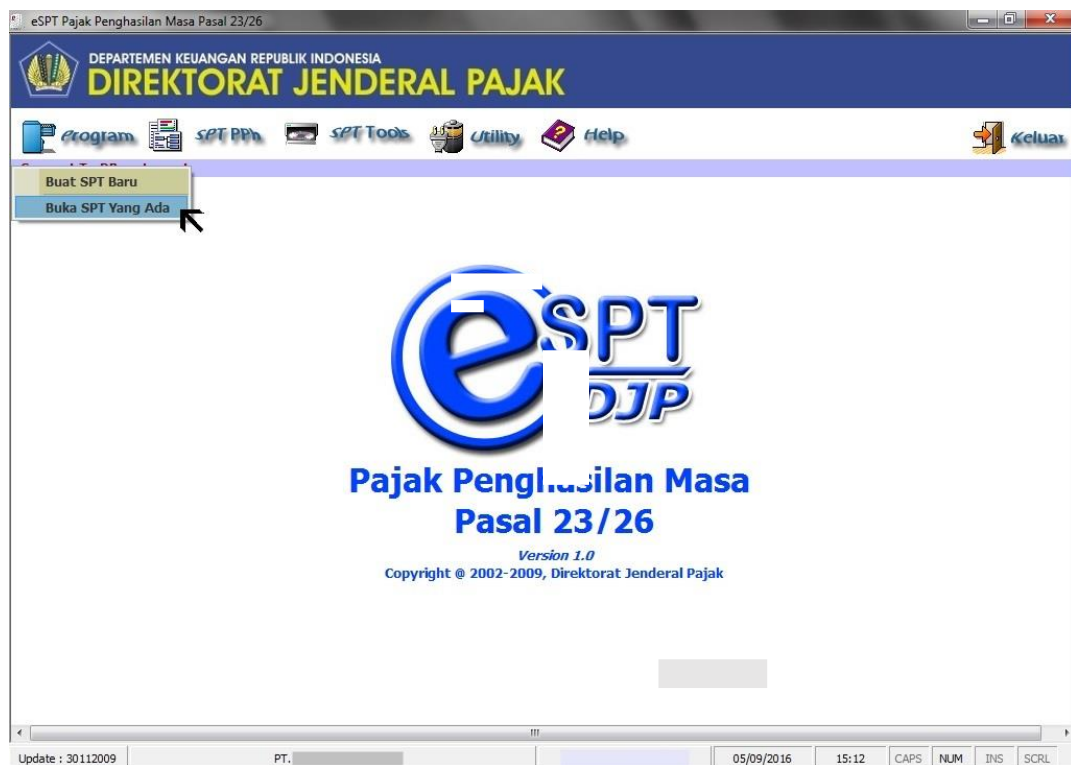 eSPT Pajak Penghasilan Masa Pasal 23/26
DEPARTEMEN KEUANGAN REPUBLIK INDONESIA
DIREKTORAT JENDERAL PAJAK
Program SPT PPh SPT Tools Utility Help Keluar
Buat SPT Baru
Buka SPT Yang Ada
eSPT
DJP
Pajak Masa
Pasal 23/26
Version 1.0
Copyright @ 2002-2009, Direktorat Jenderal Pajak
Update : 30112009 PT. 05/09/2016 15:12 CAPS NUM INS SCRL